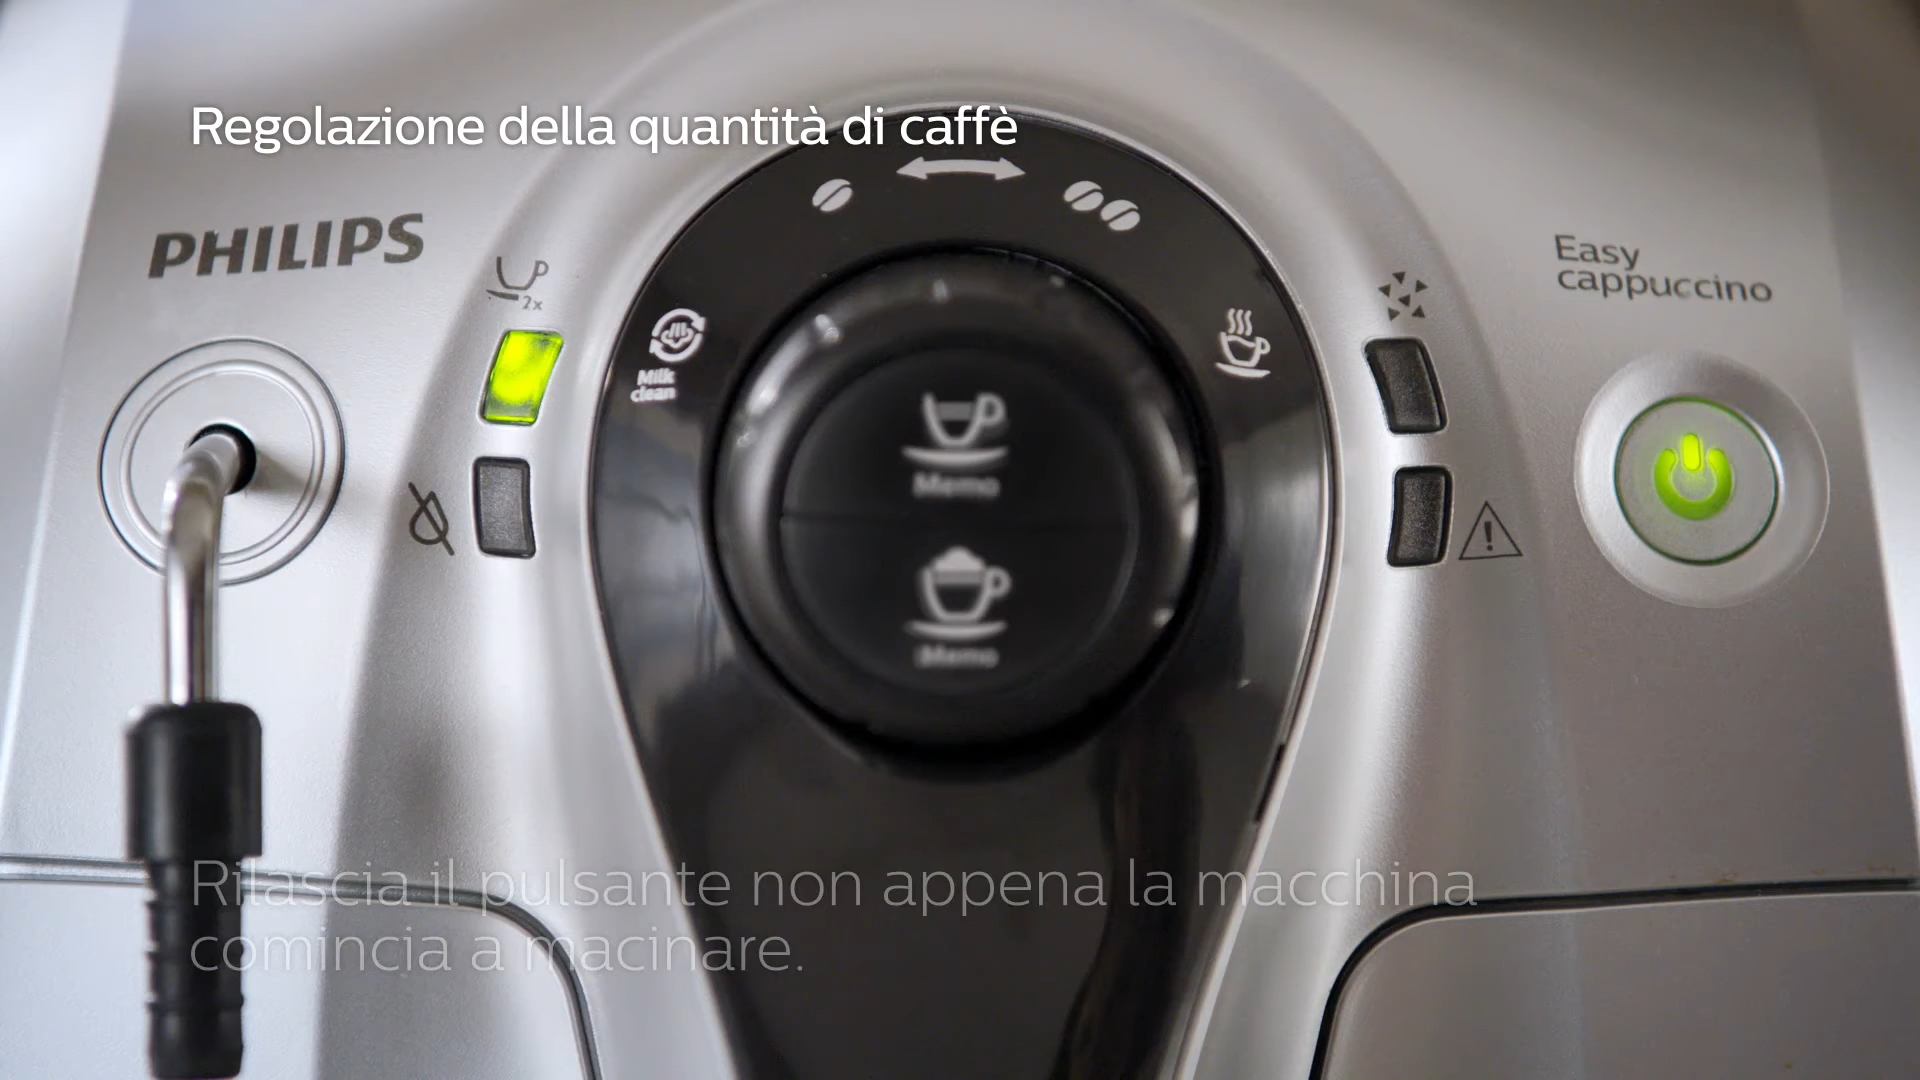 Regolazione della quantità di caffè
PHILIPS
2x
Milk
clean
Easy
cappuccino
Memo
Memo
Rilascia il pulsante non appena la macchina
comincia a macinare.